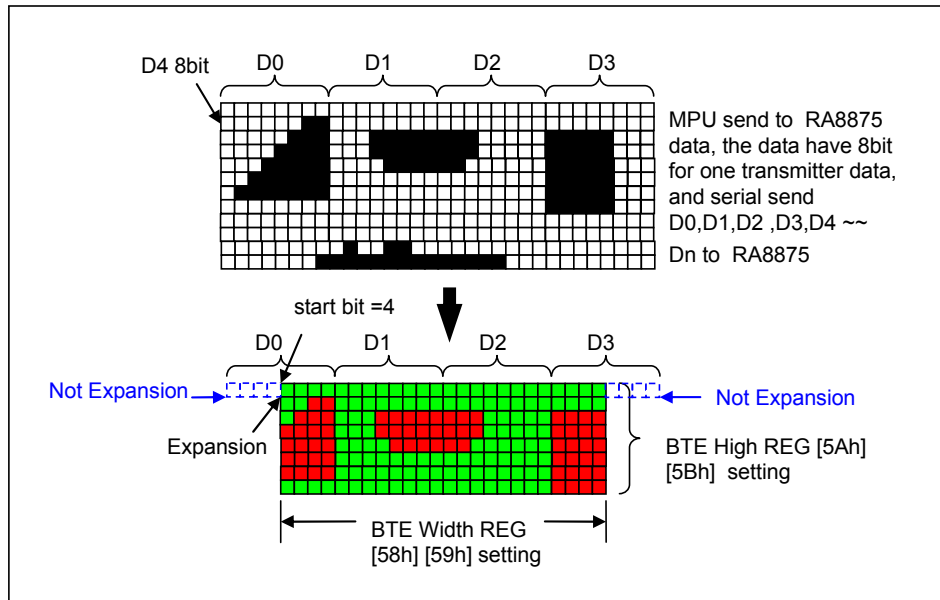 D4 8bit
D0 D1 D2 D3
MPU send to RA8875
data, the data have 8bit
for one transmitter data,
and serial send
D0,D1,D2 ,D3,D4 ~~
Dn to RA8875
start bit =4
D0 D1 D2 D3
Not Expansion
Not Expansion
Expansion
BTE High REG [5Ah]
[5Bh] setting
BTE Width REG
[58h] [59h] setting